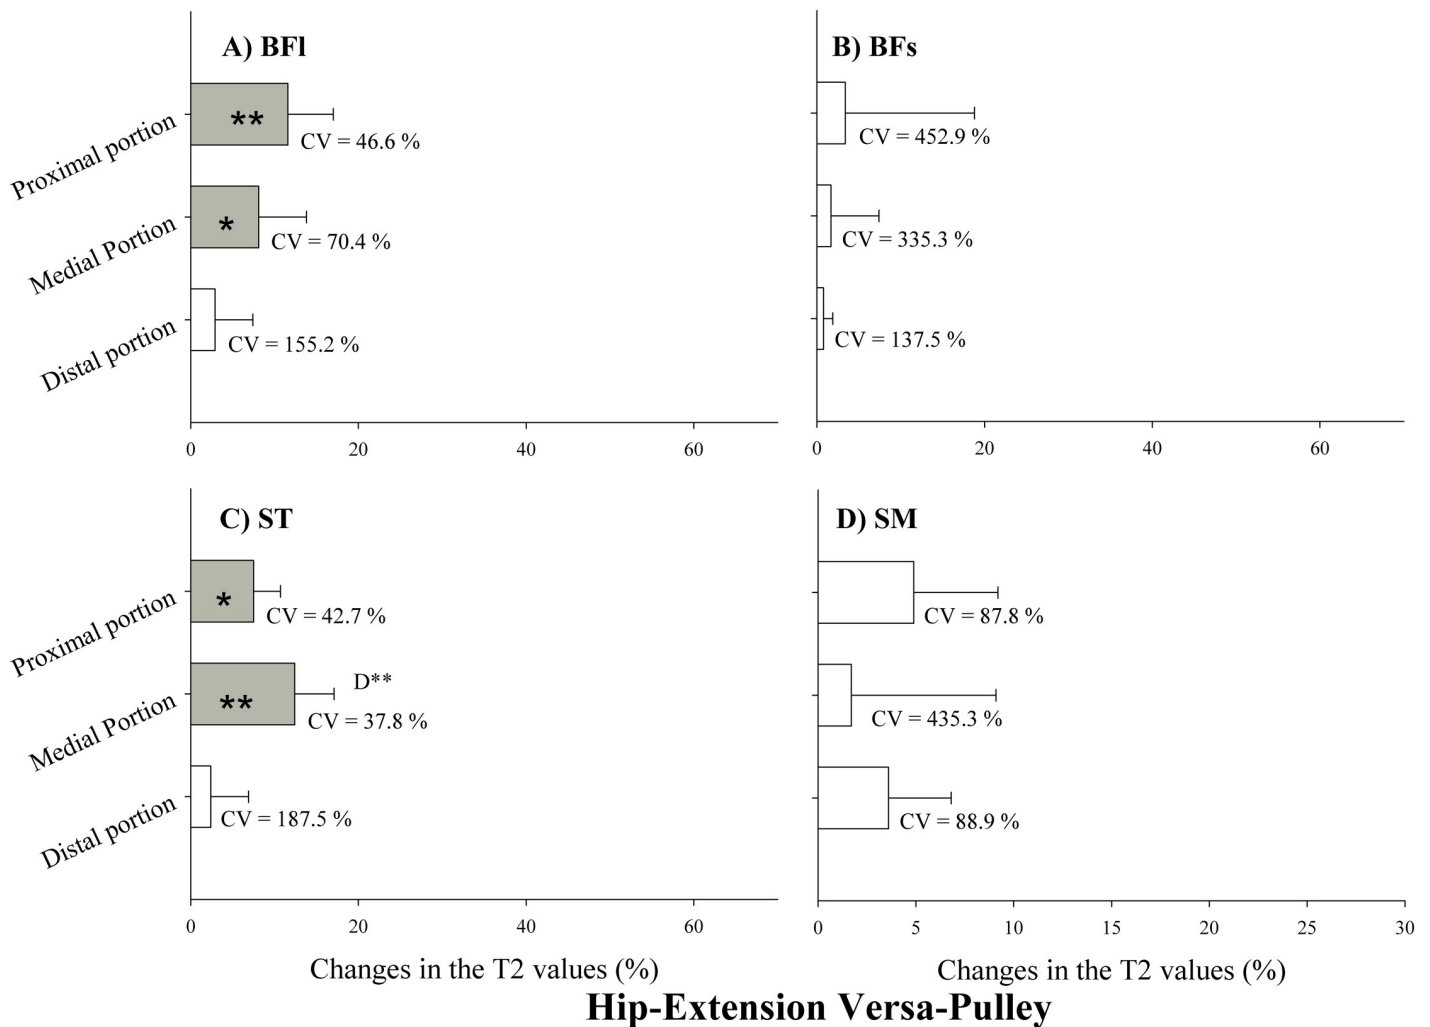 A) BFl
Proximal portion
**
CV = 46.6 %
Medial Portion
*
CV = 70.4 %
Distal portion
CV = 155.2 %
0 20 40 60
B) BFs
CV = 452.9 %
CV = 335.3 %
CV = 137.5 %
0 20 40 60
C) ST
Proximal portion
*
CV = 42.7 %
Medial Portion
**
D**
CV = 37.8 %
Distal portion
CV = 187.5 %
0 20 40 60
Changes in the T2 values (%)
D) SM
CV = 87.8 %
CV = 435.3 %
CV = 88.9 %
0 5 10 15 20 25 30
Changes in the T2 values (%)
Hip-Extension Versa-Pulley